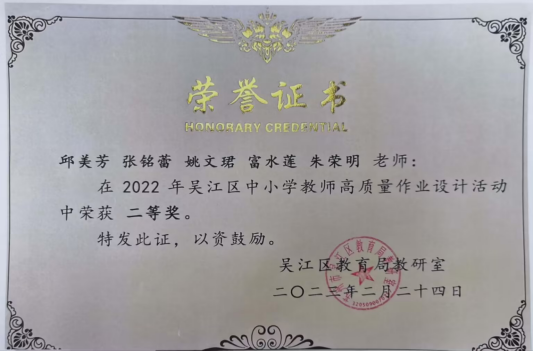 荣誉证书
HONORARY CREDENTIAL
邱美芳 张铭蕾 姚文珺 富水莲 朱荣明 老师：
在 2022 年吴江区中小学教师高质量作业设计活动
中荣获 二等奖。
特发此证，以资鼓励。
吴江区教育局教研室
二〇二三年二月二十四日